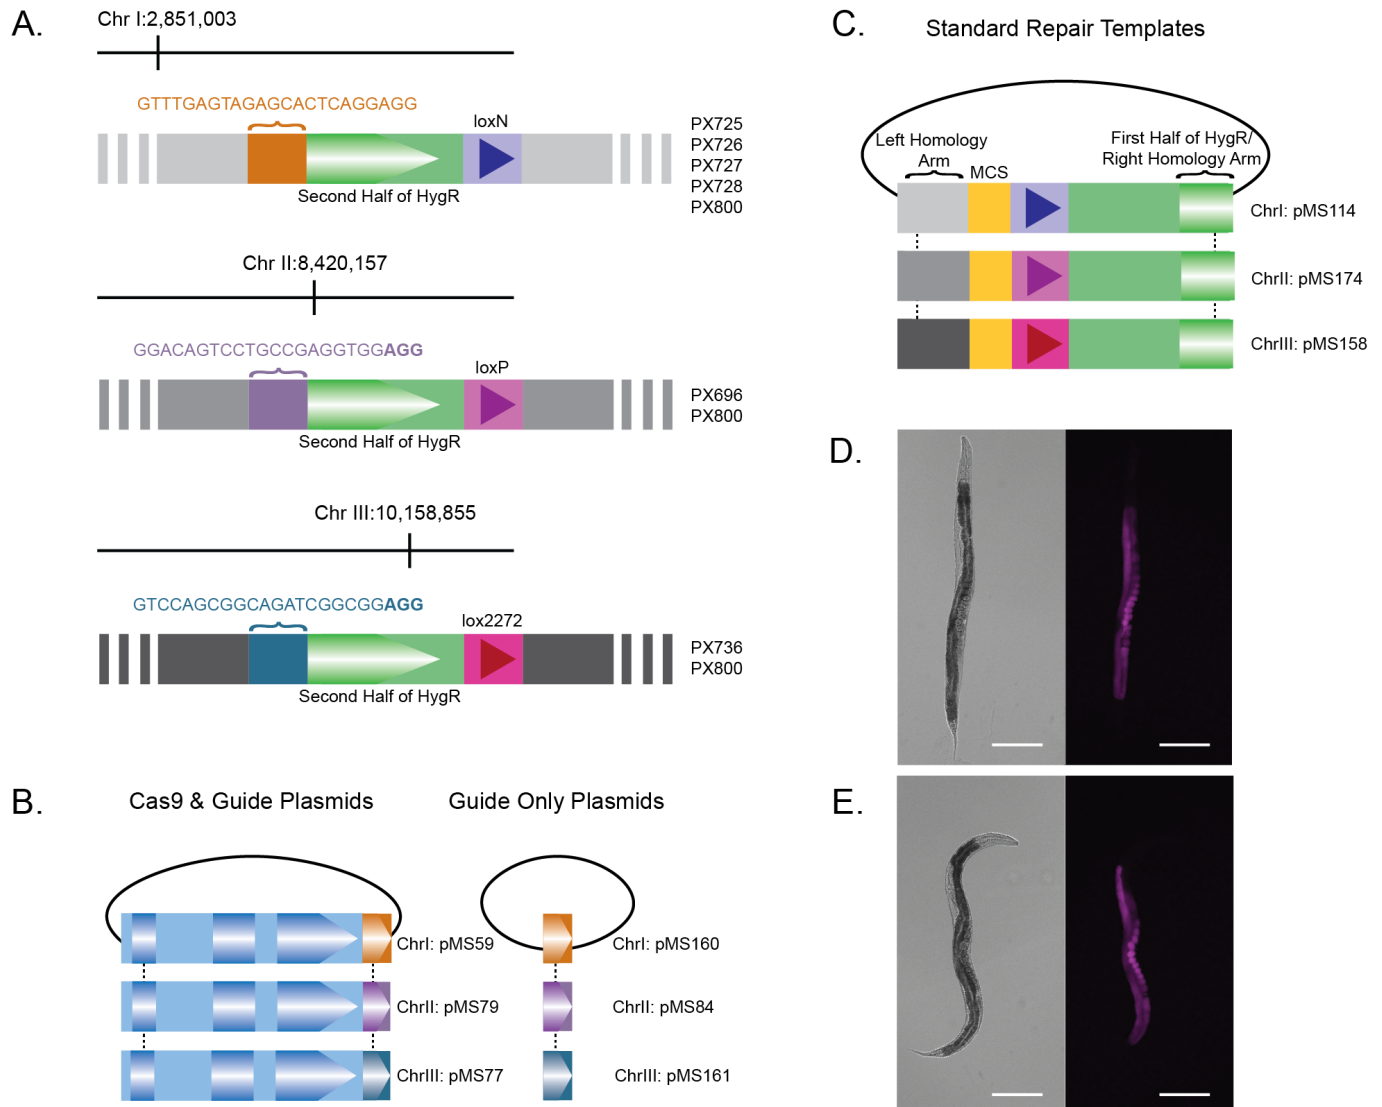 A.
Chr I:2,851,003
GTTTGAGTAGAGCACTCAGGAGG
loxN
Second Half of HygR
PX725
PX726
PX727
PX728
PX800
Chr II:8,420,157
GGACAGTCCTGCCGAGGTGGAGG
loxP
Second Half of HygR
PX696
PX800
Chr III:10,158,855
GTCCAGCGGCAGATCGGCGGAGG
lox2272
Second Half of HygR
PX736
PX800
B.
Cas9 & Guide Plasmids
Guide Only Plasmids
ChrI: pMS59
ChrI: pMS160
ChrII: pMS79
ChrII: pMS84
ChrIII: pMS77
ChrIII: pMS161
C.
Standard Repair Templates
Left Homology
Arm
MCS
First Half of HygR/
Right Homology Arm
ChrI: pMS114
ChrII: pMS174
ChrIII: pMS158
D.
E.